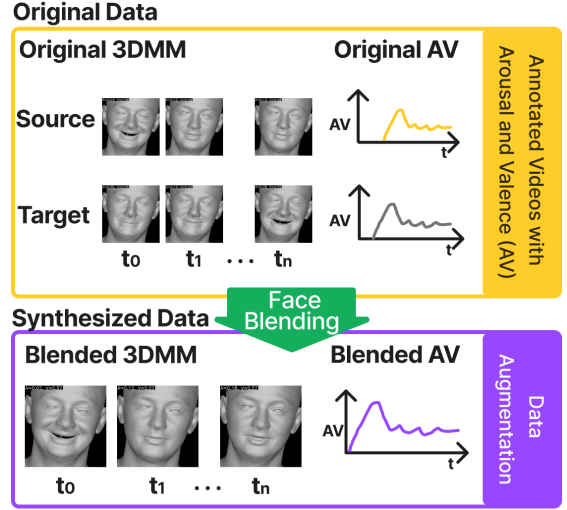 Original Data
Original 3DMM
Original AV
Source
AV
t
Target
AV
t
t0 t1 ... tn
Annotated Videos with
Arousal and Valence (AV)
Face
Blending
Synthesized Data
Blended 3DMM
Blended AV
AV
t
t0 t1 ... tn
Data
Augmentation